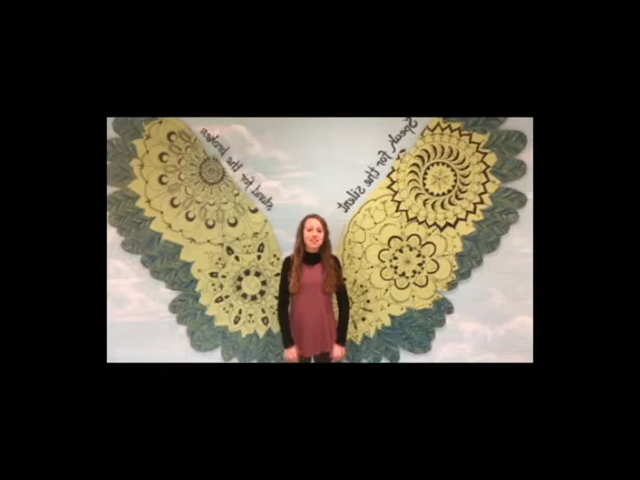 stand for the broken
Speak for the silent